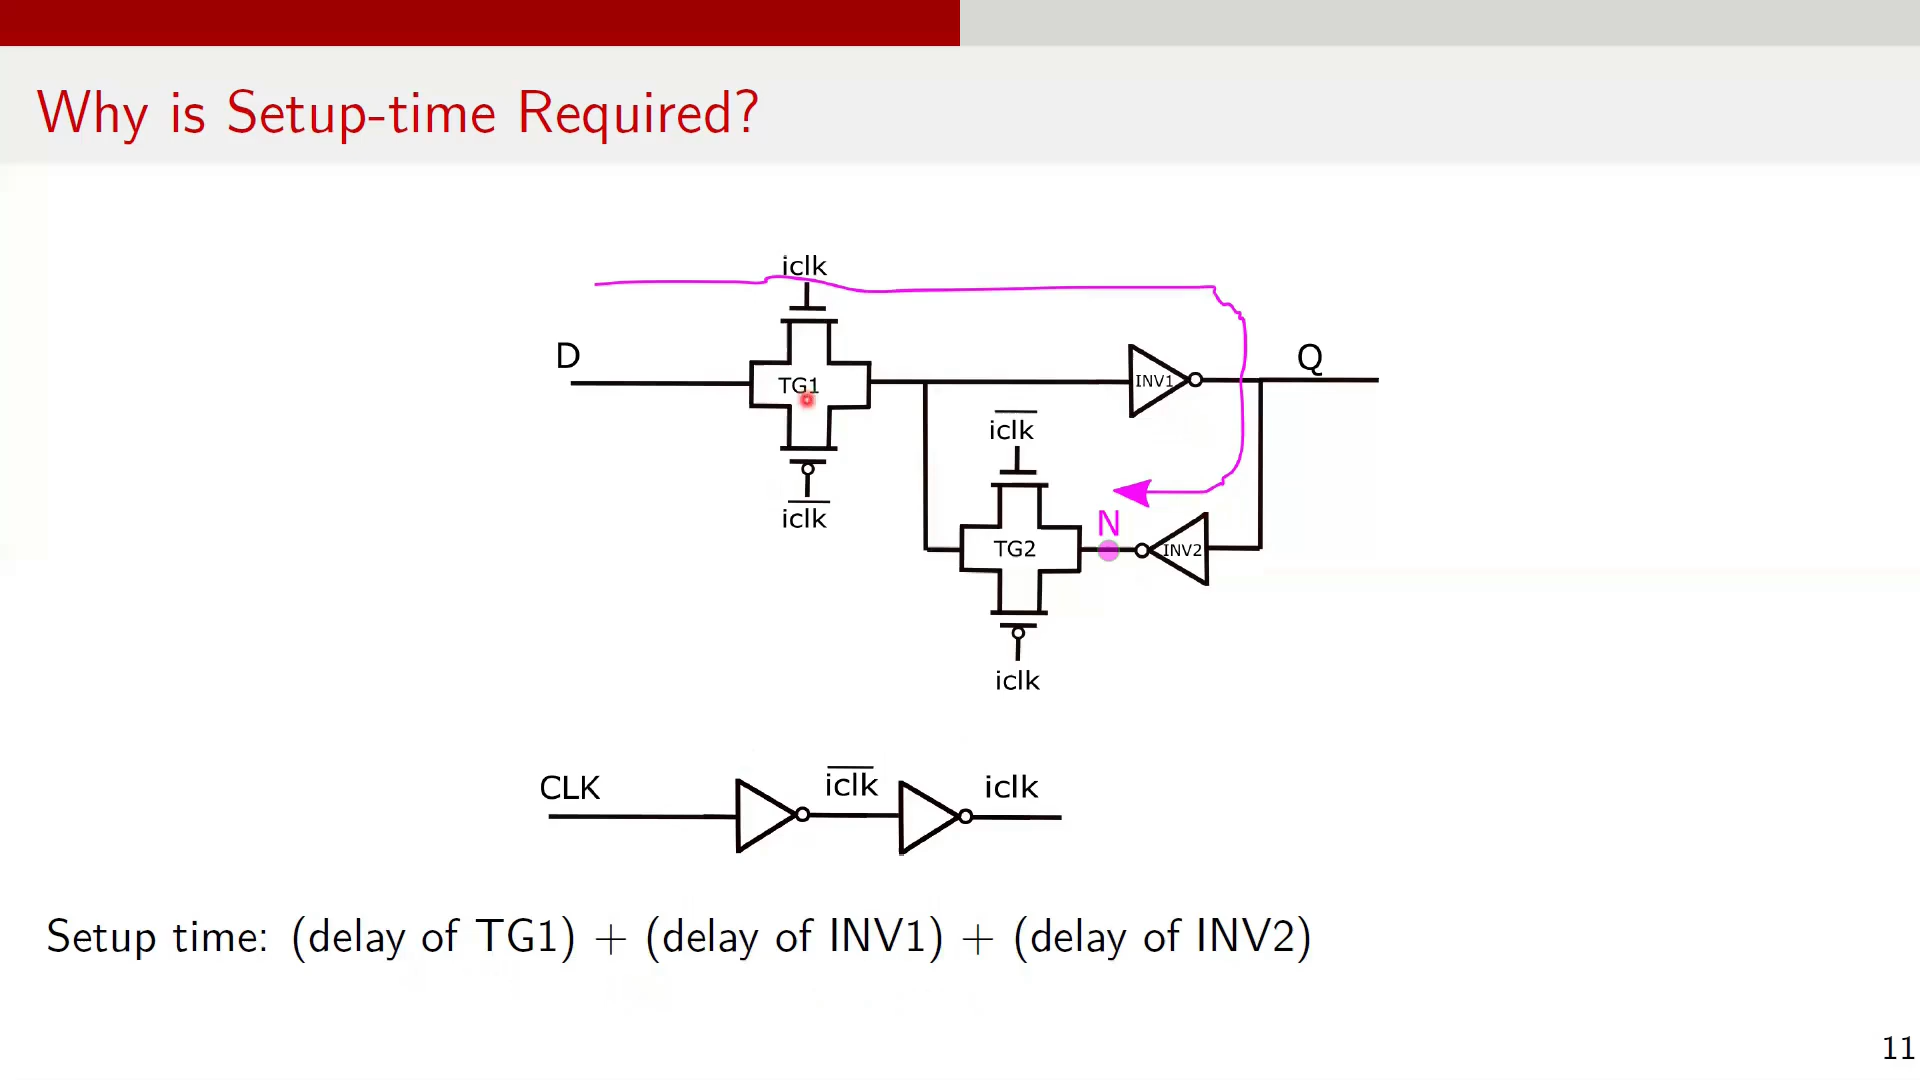 Why is Setup-time Required?
iclk
D
TG1
INV1
Q
iclk
iclk
N
TG2
INV2
iclk
CLK
iclk
iclk
Setup time: (delay of TG1) + (delay of INV1) + (delay of INV2)
11